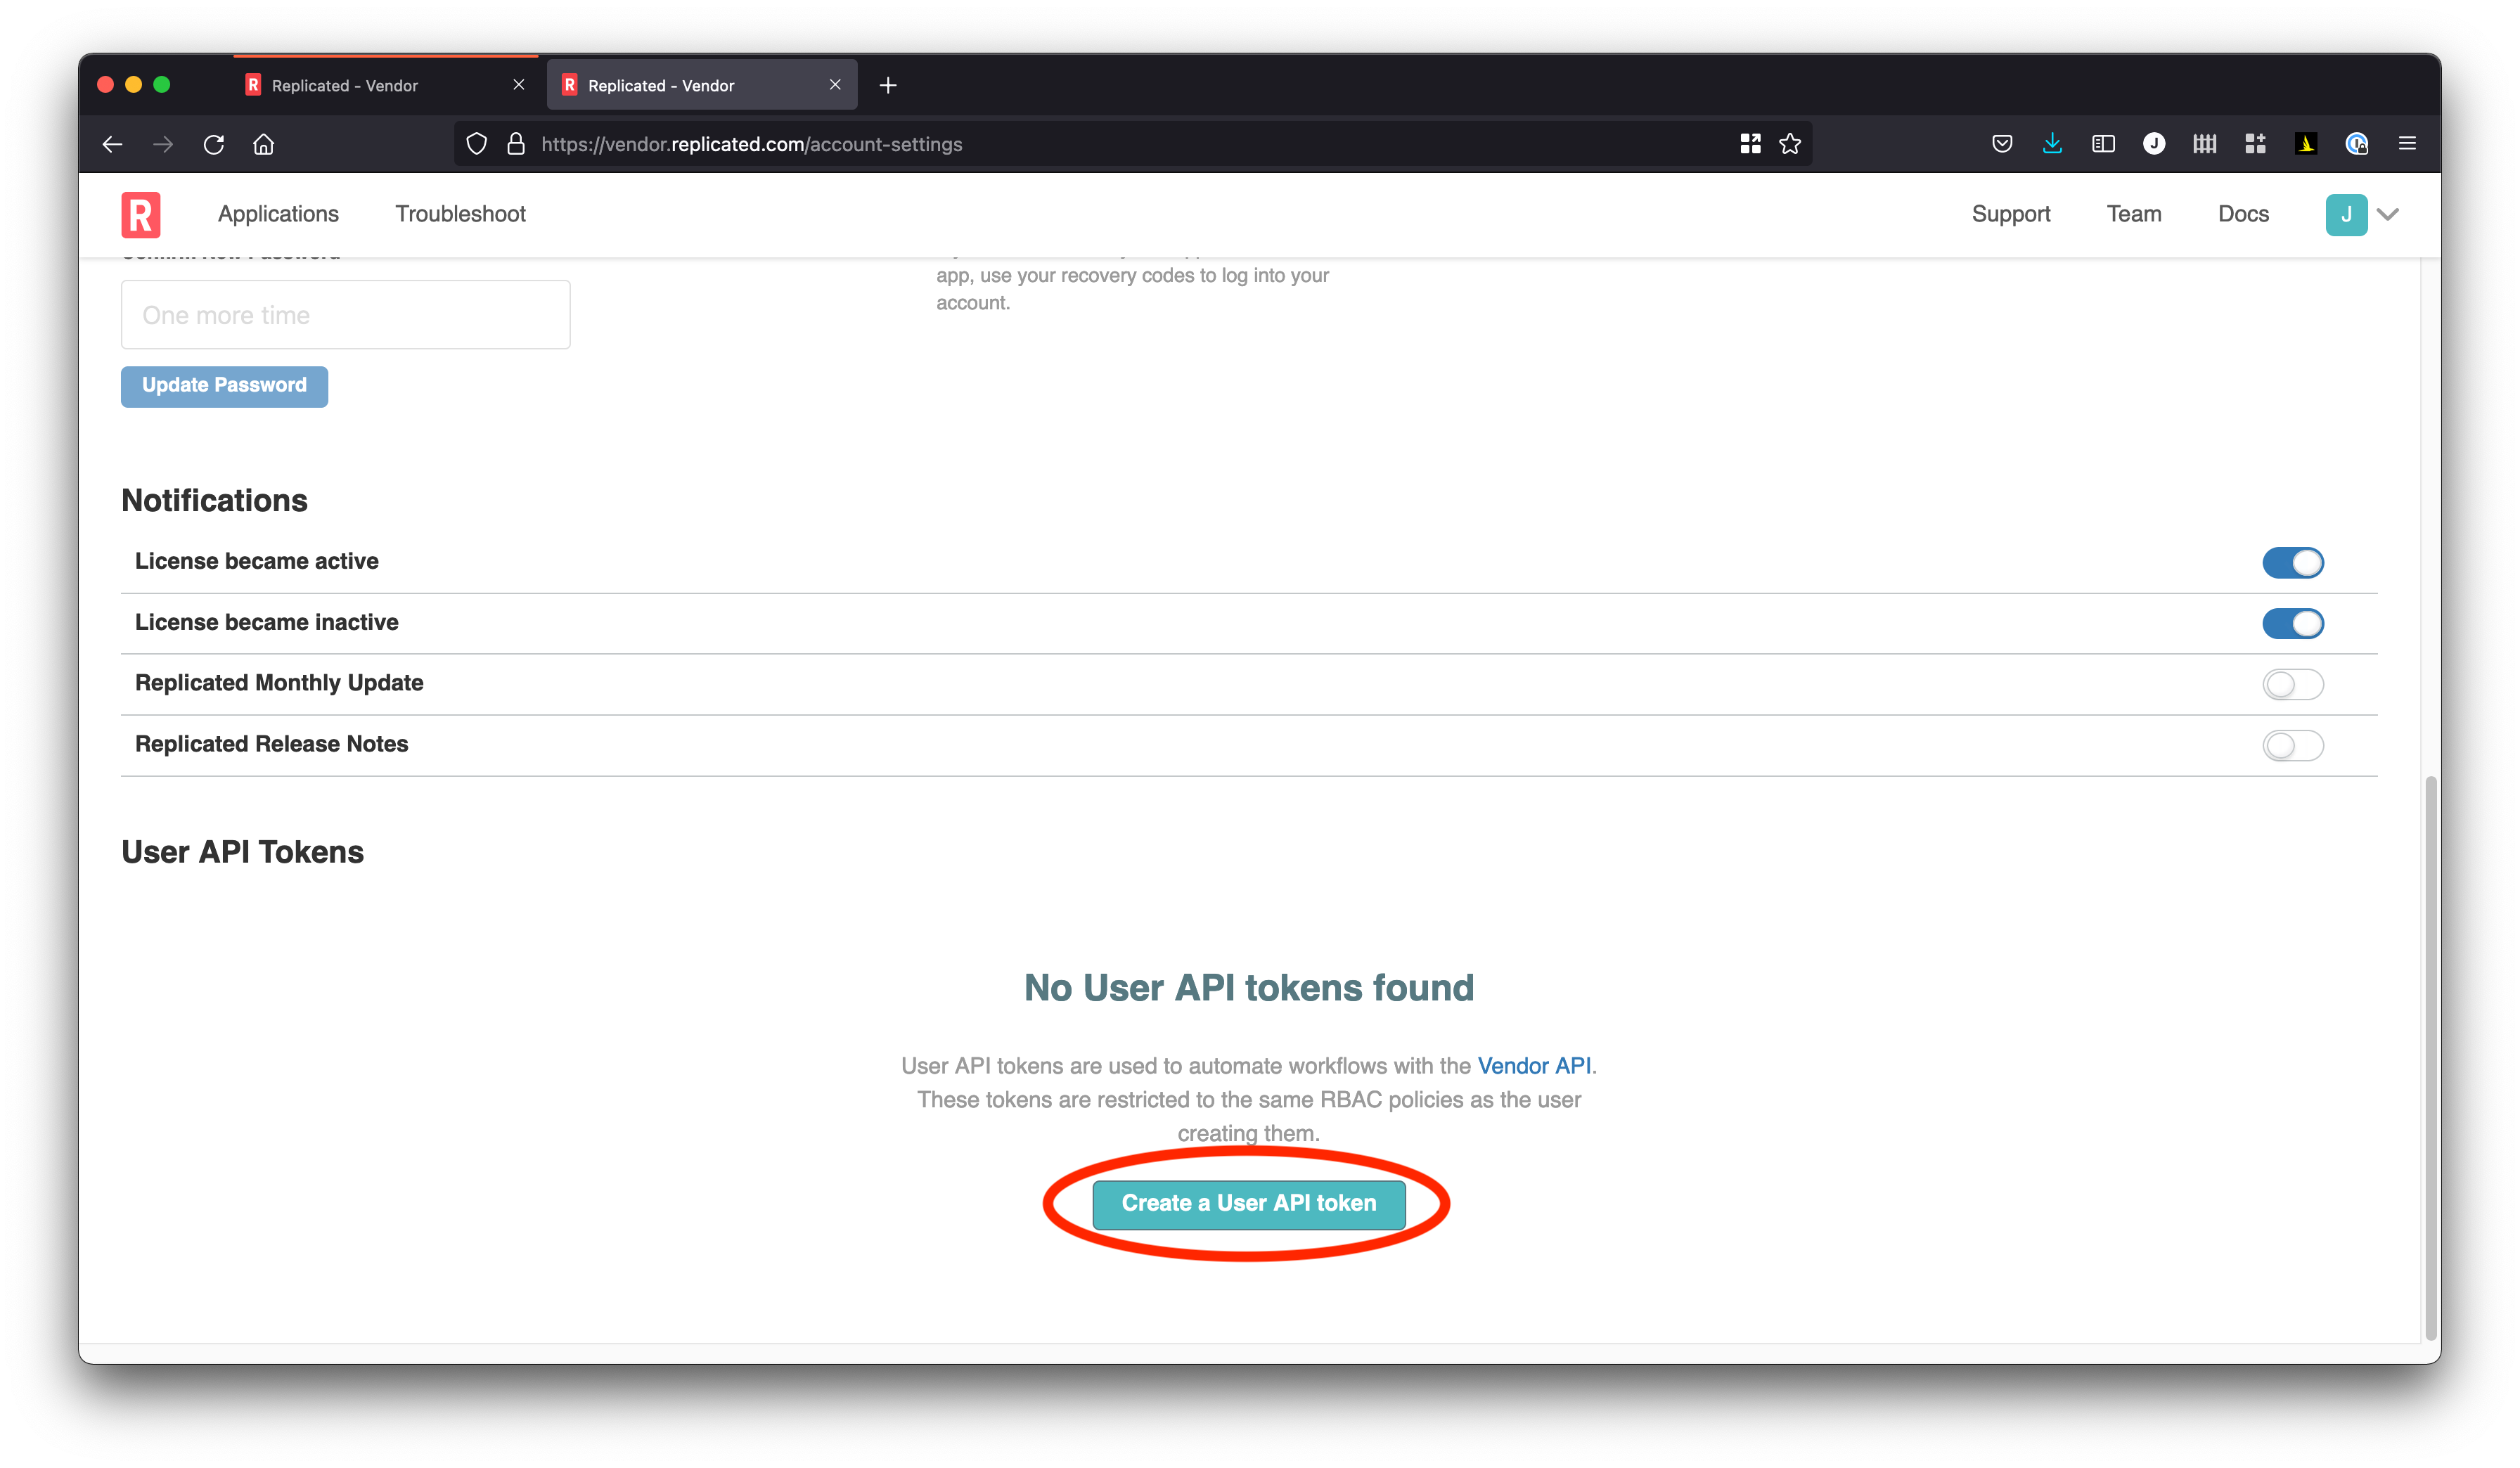 Replicated - Vendor
Replicated - Vendor
https://vendor.replicated.com/account-settings
J
R
Applications
Troubleshoot
Support
Team
Docs
J
app, use your recovery codes to log into your
account.
One more time
Update Password
Notifications
License became active
License became inactive
Replicated Monthly Update
Replicated Release Notes
User API Tokens
No User API tokens found
User API tokens are used to automate workflows with the Vendor API.
These tokens are restricted to the same RBAC policies as the user
creating them.
Create a User API token